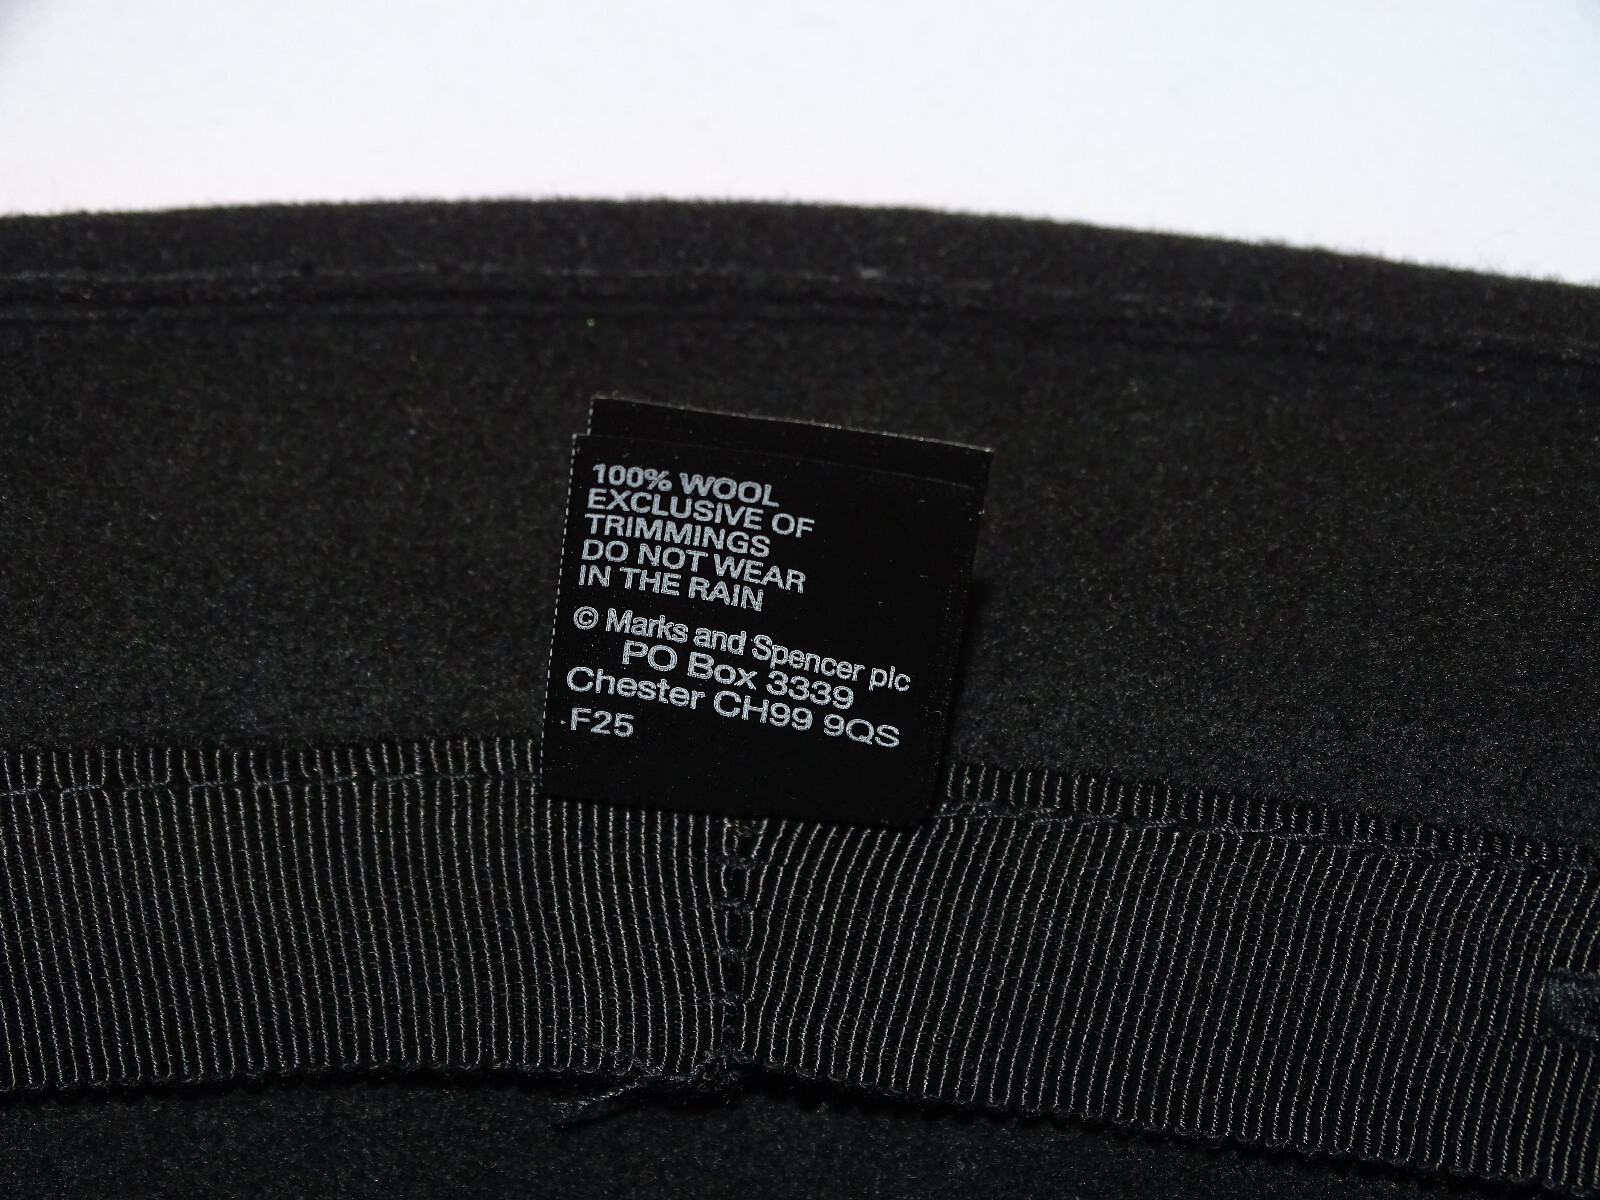 100% WOOL
EXCLUSIVE OF
TRIMMINGS
DO NOT WEAR
IN THE RAIN
© Marks and Spencer plc
PO Box 3339
Chester CH99 9QS
F25